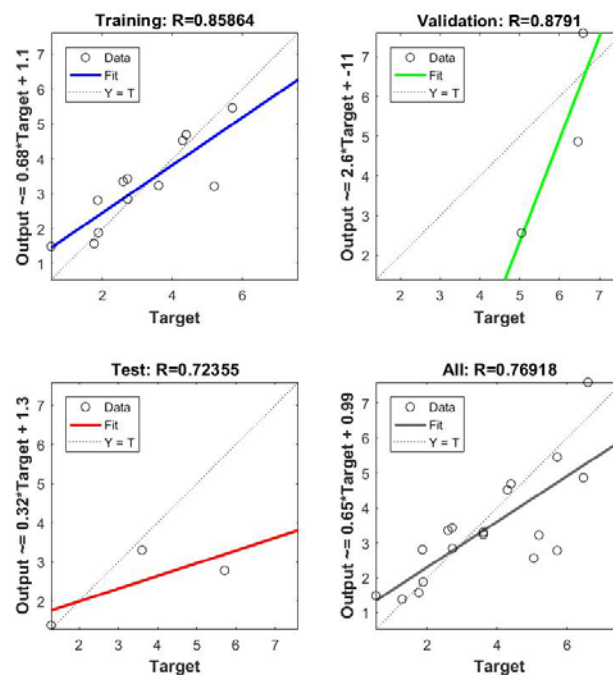 Training: R=0.85864
Output ~= 0.68*Target + 1.1
7
6
5
4
3
2
1
Data
Fit
Y = T
2 4 6
Target
Validation: R=0.8791
Output ~= 2.6*Target + -11
7
6
5
4
3
2
Data
Fit
Y = T
2 3 4 5 6 7
Target
Test: R=0.72355
Output ~= 0.32*Target + 1.3
7
6
5
4
3
2
Data
Fit
Y = T
2 3 4 5 6 7
Target
All: R=0.76918
Output ~= 0.65*Target + 0.99
7
6
5
4
3
2
1
Data
Fit
Y = T
2 4 6
Target